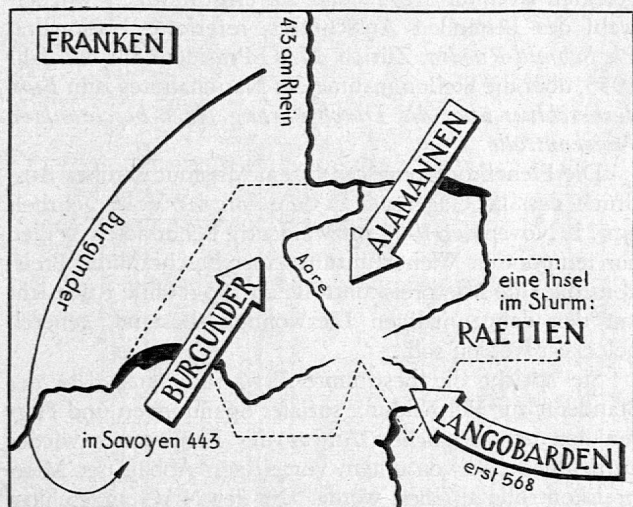 FRANKEN
413 am Rhein
Burgunder
ALAMANNEN
Aare
BURGUNDER
eine Insel
im Sturm:
RAETIEN
in Savoyen 443
LANGOBARDEN
erst 568